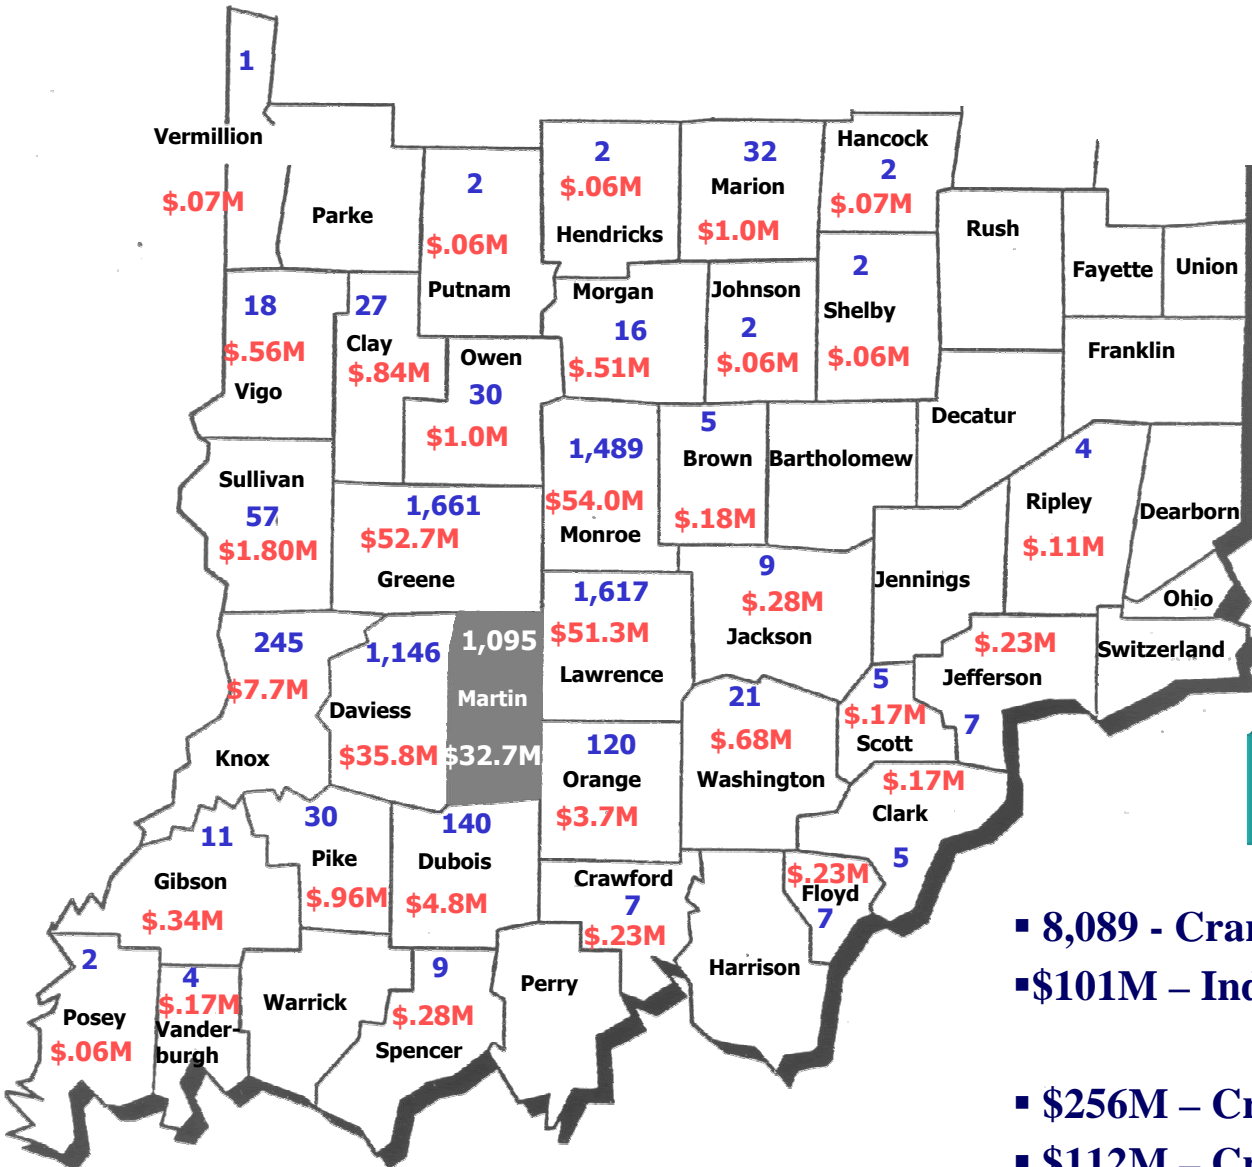 1
Vermillion
$.07M
Parke
2
$.06M
Putnam
2
$.06M
Hendricks
32
Marion
$1.0M
Hancock
2
$.07M
Rush
Fayette
Union
18
$.56M
Vigo
27
Clay
$.84M
Owen
30
$1.0M
Morgan
16
$.51M
Johnson
2
$.06M
2
Shelby
$.06M
Franklin
Decatur
Sullivan
57
$1.80M
1,661
$52.7M
Greene
1,489
$54.0M
Monroe
5
Brown
$.18M
Bartholomew
4
Ripley
$.11M
Dearborn
Ohio
Switzerland
Jennings
9
$.28M
Jackson
1,617
$51.3M
Lawrence
245
$7.7M
Knox
1,146
Daviess
$35.8M
1,095
Martin
$32.7M
$.23M
Jefferson
7
5
$.17M
Scott
21
$.68M
Washington
120
Orange
$3.7M
$.17M
Clark
5
11
Gibson
$.34M
30
Pike
$.96M
140
Dubois
$4.8M
Crawford
7
$.23M
$.23M
Floyd
7
Harrison
2
Posey
$.06M
4
$.17M
Vander-
burgh
Warrick
9
$.28M
Spencer
Perry
▪ 8,089 - Cra
▪$101M – In
▪ $256M – C
▪ $112M – C